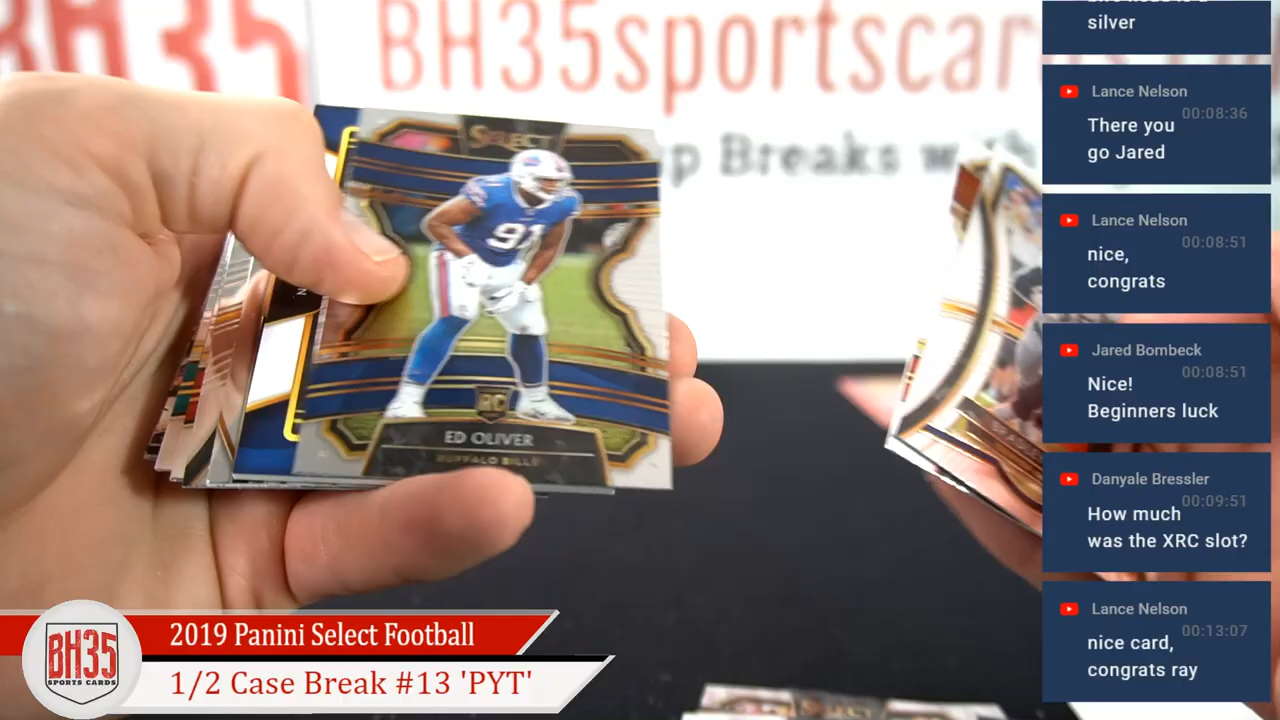 BH35
BH35sportscards
up Breaks
SELECT
91
RC
ED OLIVER
BUFFALO BILLS
silver
Lance Nelson
00:08:36
There you
go Jared
Lance Nelson
00:08:51
nice,
congrats
Jared Bombeck
00:08:51
Nice!
Beginners luck
Danyale Bressler
00:09:51
How much
was the XRC slot?
Lance Nelson
00:13:07
nice card,
congrats ray
BH35
SPORTS CARDS
2019 Panini Select Football
1/2 Case Break #13 'PYT'